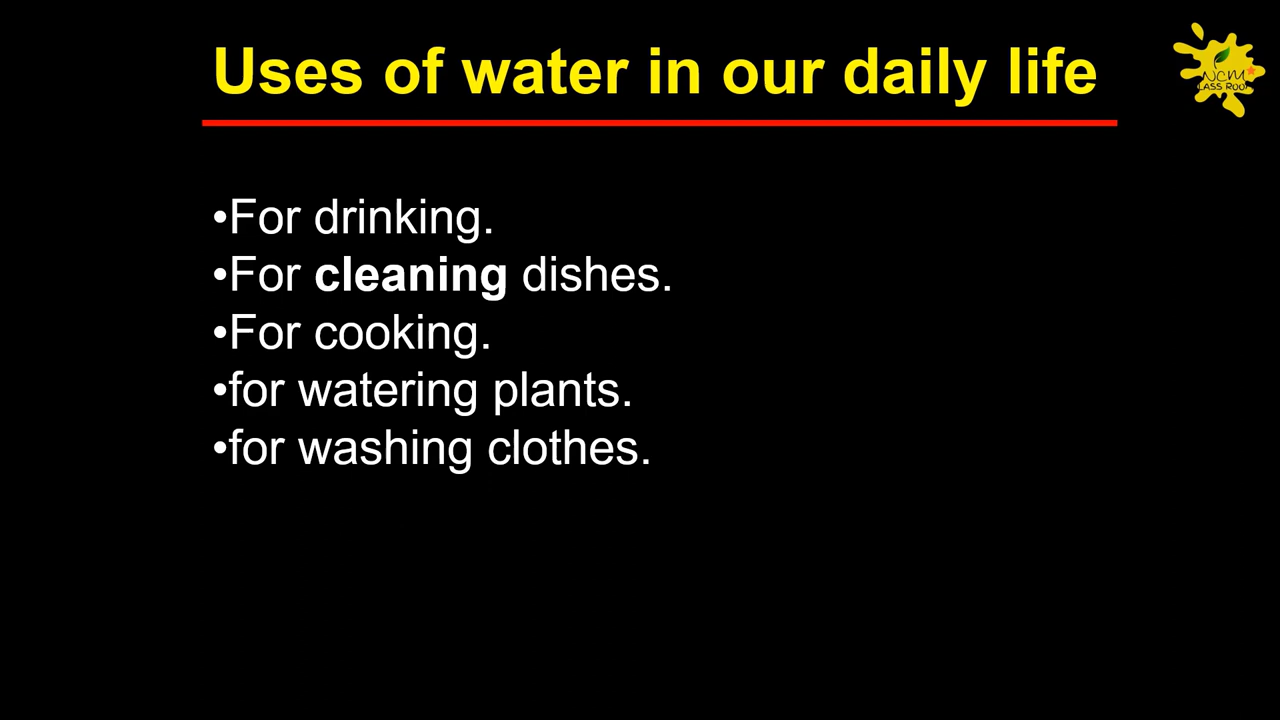 Uses of water in our daily life
NCM
•For drinking.
•For cleaning dishes.
•For cooking.
•for watering plants.
•for washing clothes.